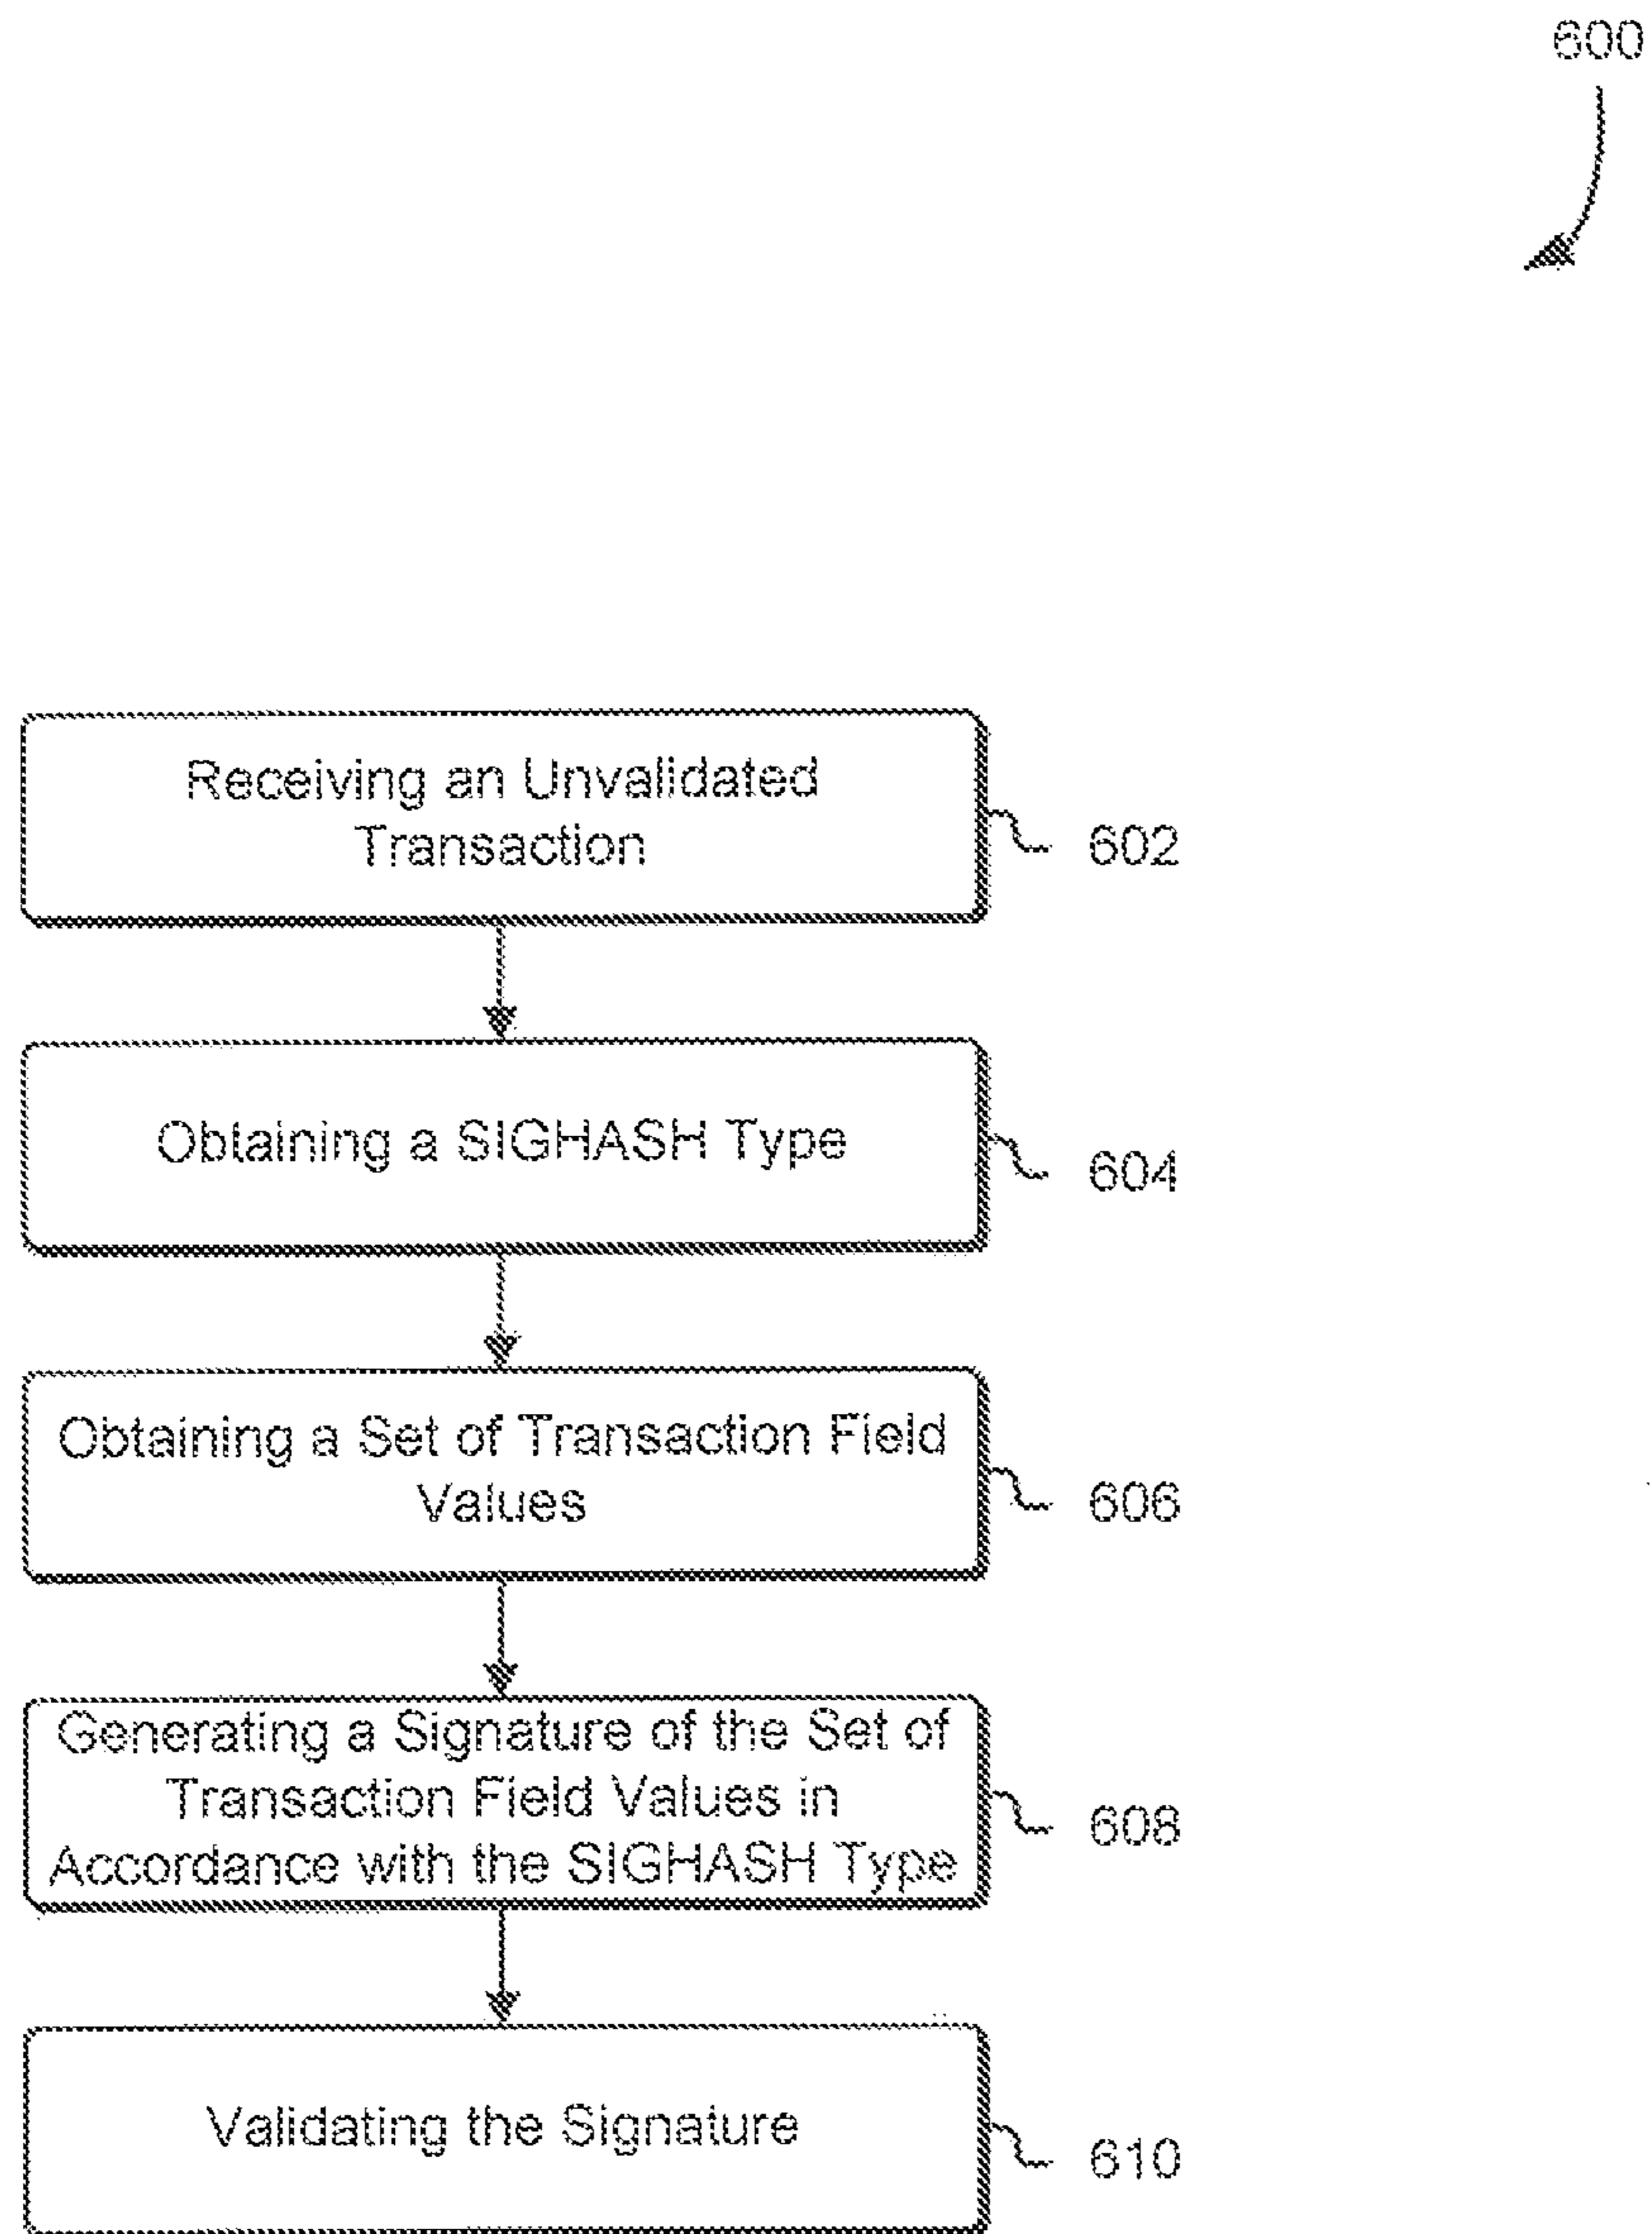 600
Receiving an Unvalidated
Transaction
602
Obtaining a SIGHASH Type
604
Obtaining a Set of Transaction Field
Values
606
Generating a Signature of the Set of
Transaction Field Values in
Accordance with the SIGHASH Type
608
Validating the Signature
610